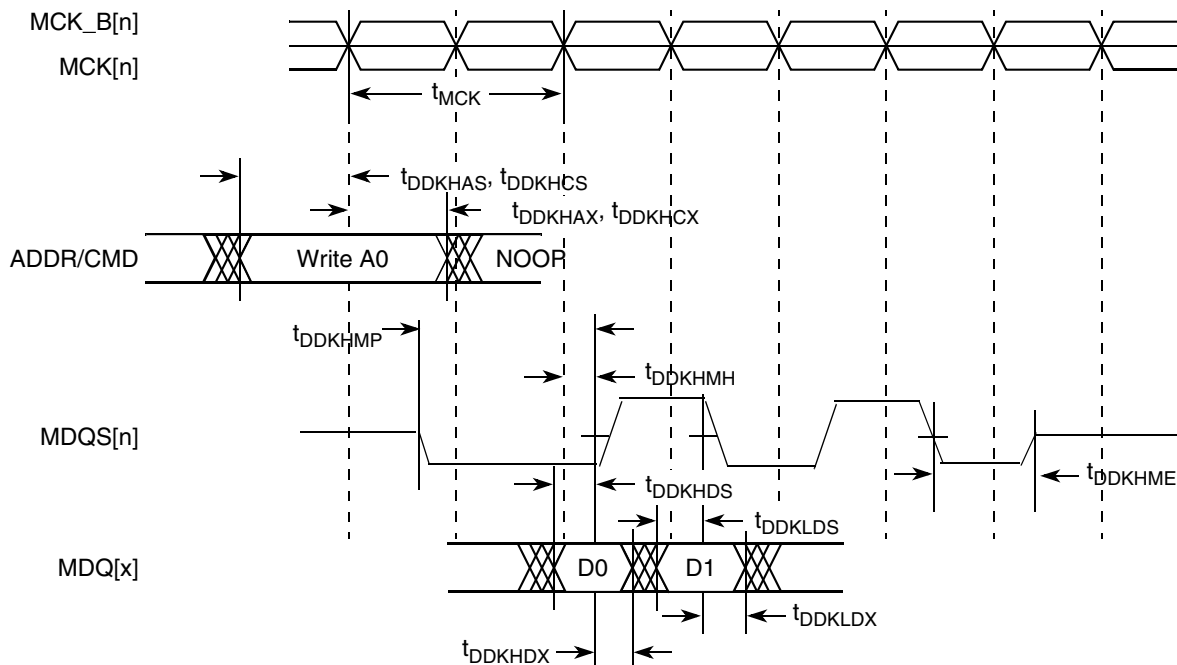 MCK_B[n]
MCK[n]
tMCK
tDDKHAS, tDDKHCS
tDDKHAX, tDDKHCX
ADDR/CMD
Write A0
NOOP
tDDKHMP
tDDKHMH
MDQS[n]
tDDKHME
tDDKHDS
tDDKLDS
MDQ[x]
D0
D1
tDDKLDX
tDDKHDX